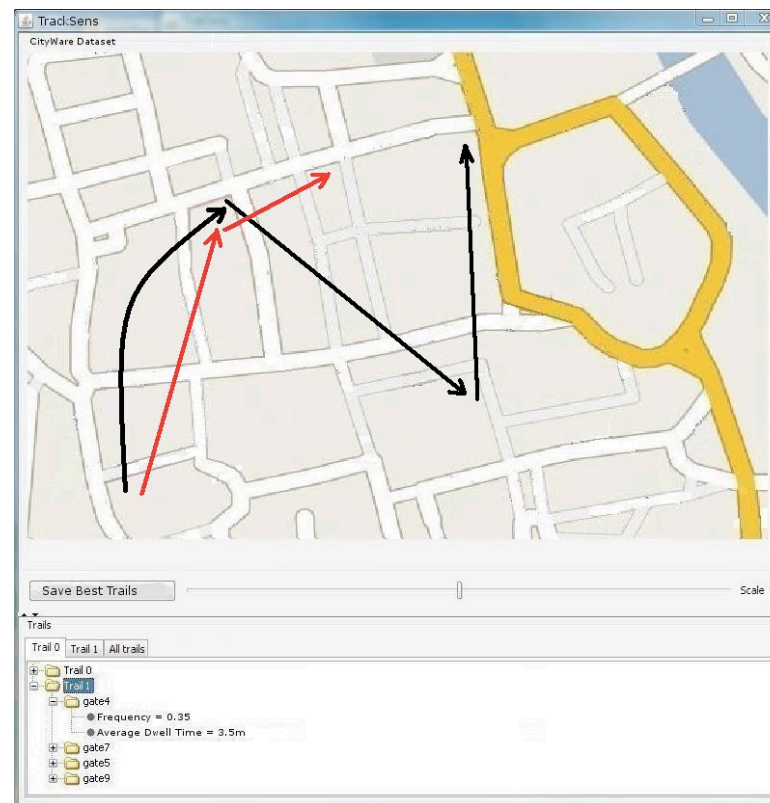 TrackSens
CityWare Dataset
Save Best Trails
Scale
Trails
Trail 0 Trail 1 All trails
Trail 0
Trail 1
gate4
Frequency = 0.35
Average Dwell Time = 3.5m
gate7
gate5
gate9